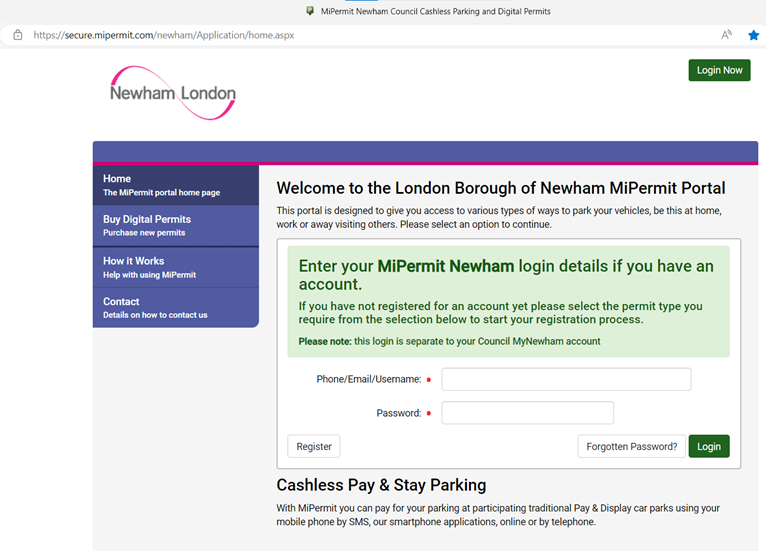 MiPermit Newham Council Cashless Parking and Digital Permits
https://secure.mipermit.com/newham/Application/home.aspx
Newham London
Login Now
Home
The MiPermit portal home page
Buy Digital Permits
Purchase new permits
How it Works
Help with using MiPermit
Contact
Details on how to contact us
Welcome to the London Borough of Newham MiPermit Portal
This portal is designed to give you access to various types of ways to park your vehicles, be this at home,
work or away visiting others. Please select an option to continue.
Enter your MiPermit Newham login details if you have an
account.
If you have not registered for an account yet please select the permit type you
require from the selection below to start your registration process.
Please note: this login is separate to your Council MyNewham account
Phone/Email/Username:
Password:
Register
Forgotten Password?
Login
Cashless Pay & Stay Parking
With MiPermit you can pay for your parking at participating traditional Pay & Display car parks using your
mobile phone by SMS, our smartphone applications, online or by telephone.